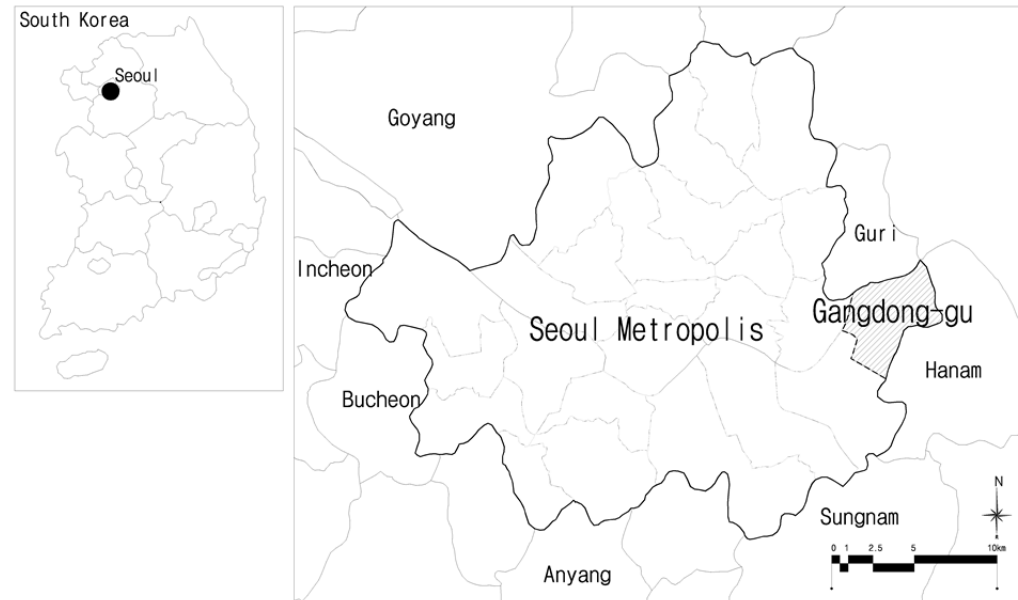 South Korea
Seoul
Goyang
Guri
Incheon
Gangdong-gu
Seoul Metropolis
Hanam
Bucheon
N
Sungnam
0 1 2.5 5 10km
Anyang